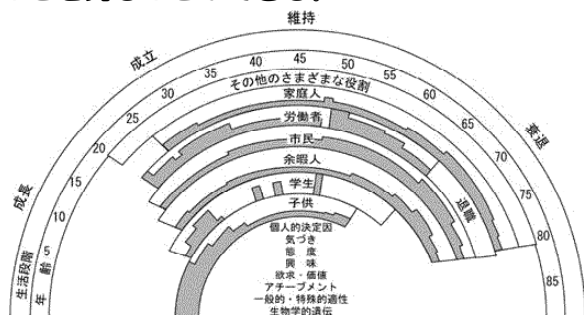 維持
成立
衰退
成長
生活段階
年齢
5
10
15
20
25
30
35
40
45
50
55
60
65
70
75
80
85
その他のさまざまな役割
家庭人
労働者
市民
余暇人
学生
子供
退職
個人的決定因
気づき
態 度
興 味
欲求・価値
アチーブメント
一般的・特殊的適性
生物学的遺伝